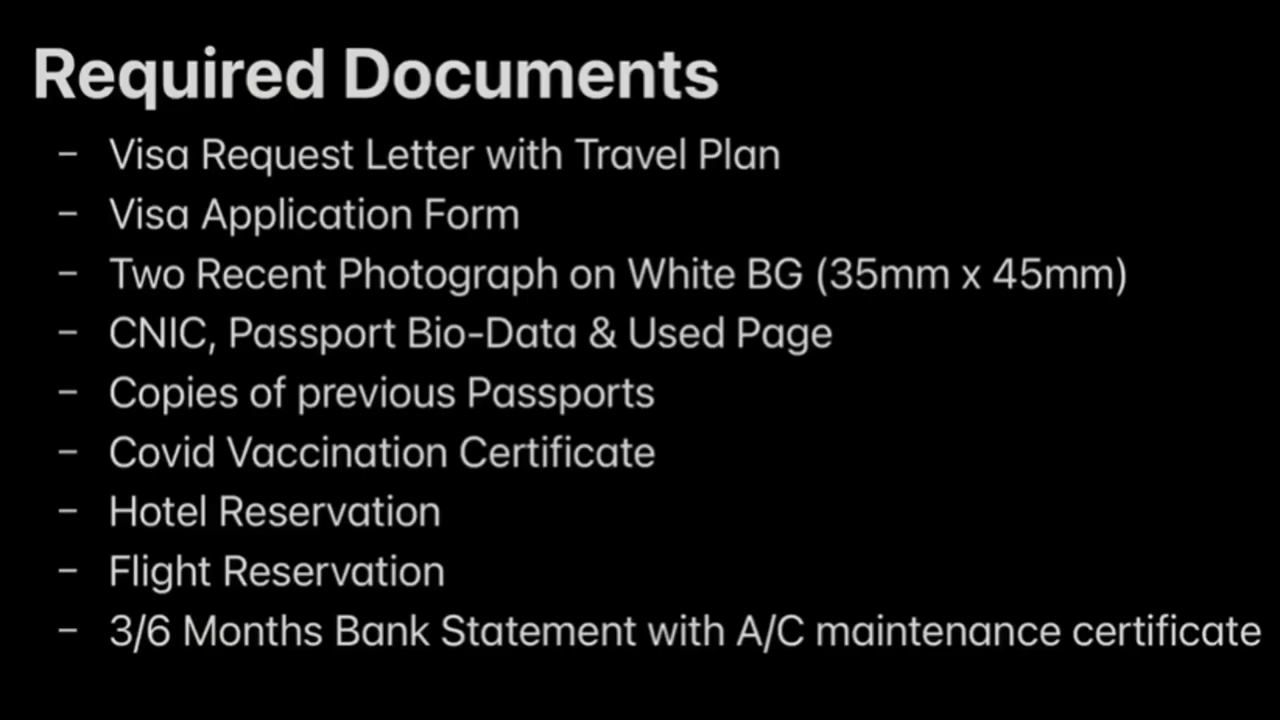 Required Documents
– Visa Request Letter with Travel Plan
– Visa Application Form
– Two Recent Photograph on White BG (35mm x 45mm)
– CNIC, Passport Bio-Data & Used Page
– Copies of previous Passports
– Covid Vaccination Certificate
– Hotel Reservation
– Flight Reservation
– 3/6 Months Bank Statement with A/C maintenance certificate